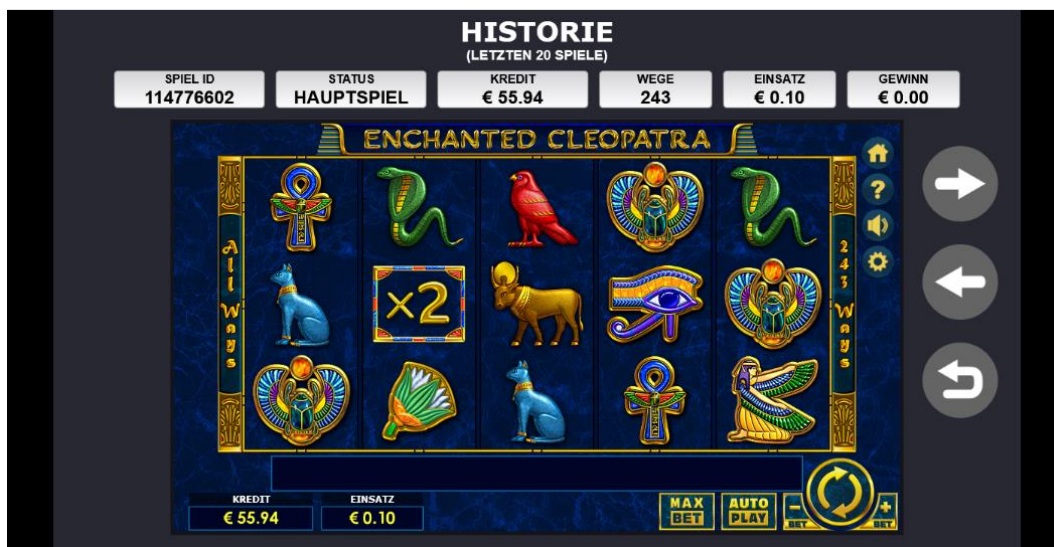 HISTORIE
(LETZTEN 20 SPIELE)
SPIEL ID
114776602
STATUS
HAUPTSPIEL
KREDIT
€ 55.94
WEGE
243
EINSATZ
€ 0.10
GEWINN
€ 0.00
ENCHANTED CLEOPATRA
?
All Ways
×2
243 Ways
KREDIT
€ 55.94
EINSATZ
€ 0.10
MAX
BET
AUTO
PLAY
-
BET
+
BET